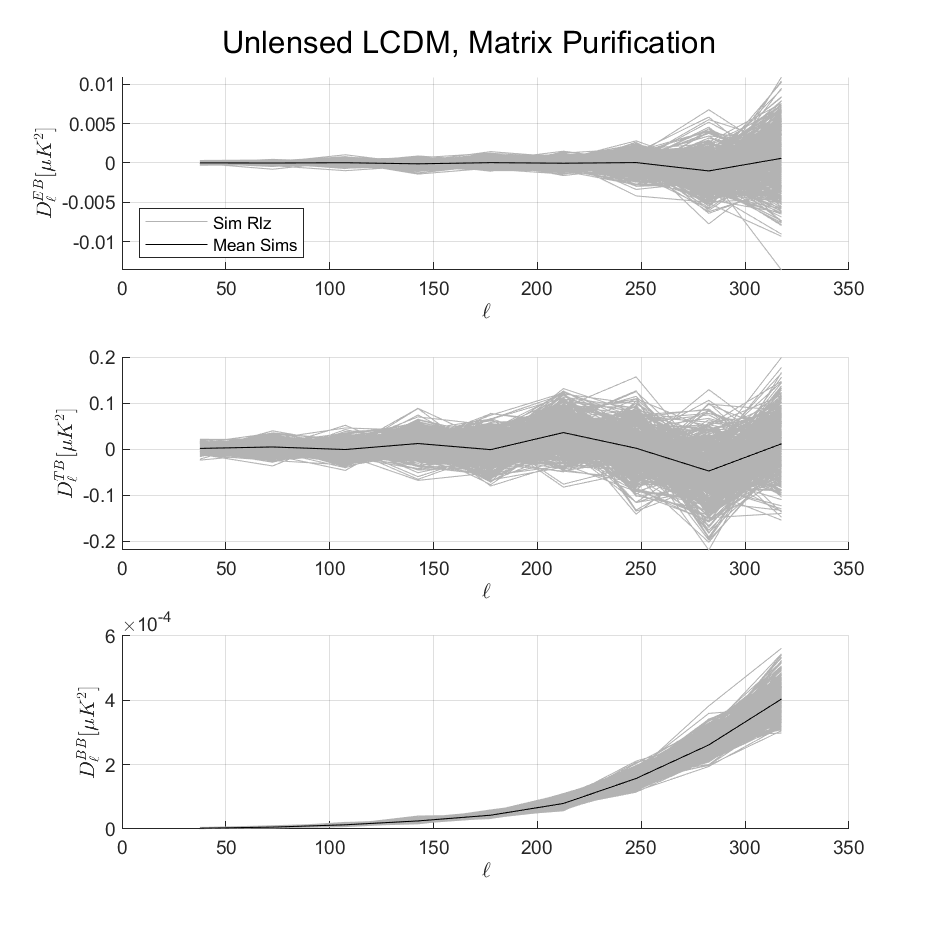 Unlensed LCDM, Matrix Purification
0.01
0.005
0
-0.005
-0.01
D_ℓ^{EB}[μK^2]
Sim Rlz
Mean Sims
0 50 100 150 200 250 300 350
ℓ
0.2
0.1
0
-0.1
-0.2
D_ℓ^{TB}[μK^2]
0 50 100 150 200 250 300 350
ℓ
×10^{-4}
6
4
2
0
D_ℓ^{BB}[μK^2]
0 50 100 150 200 250 300 350
ℓ